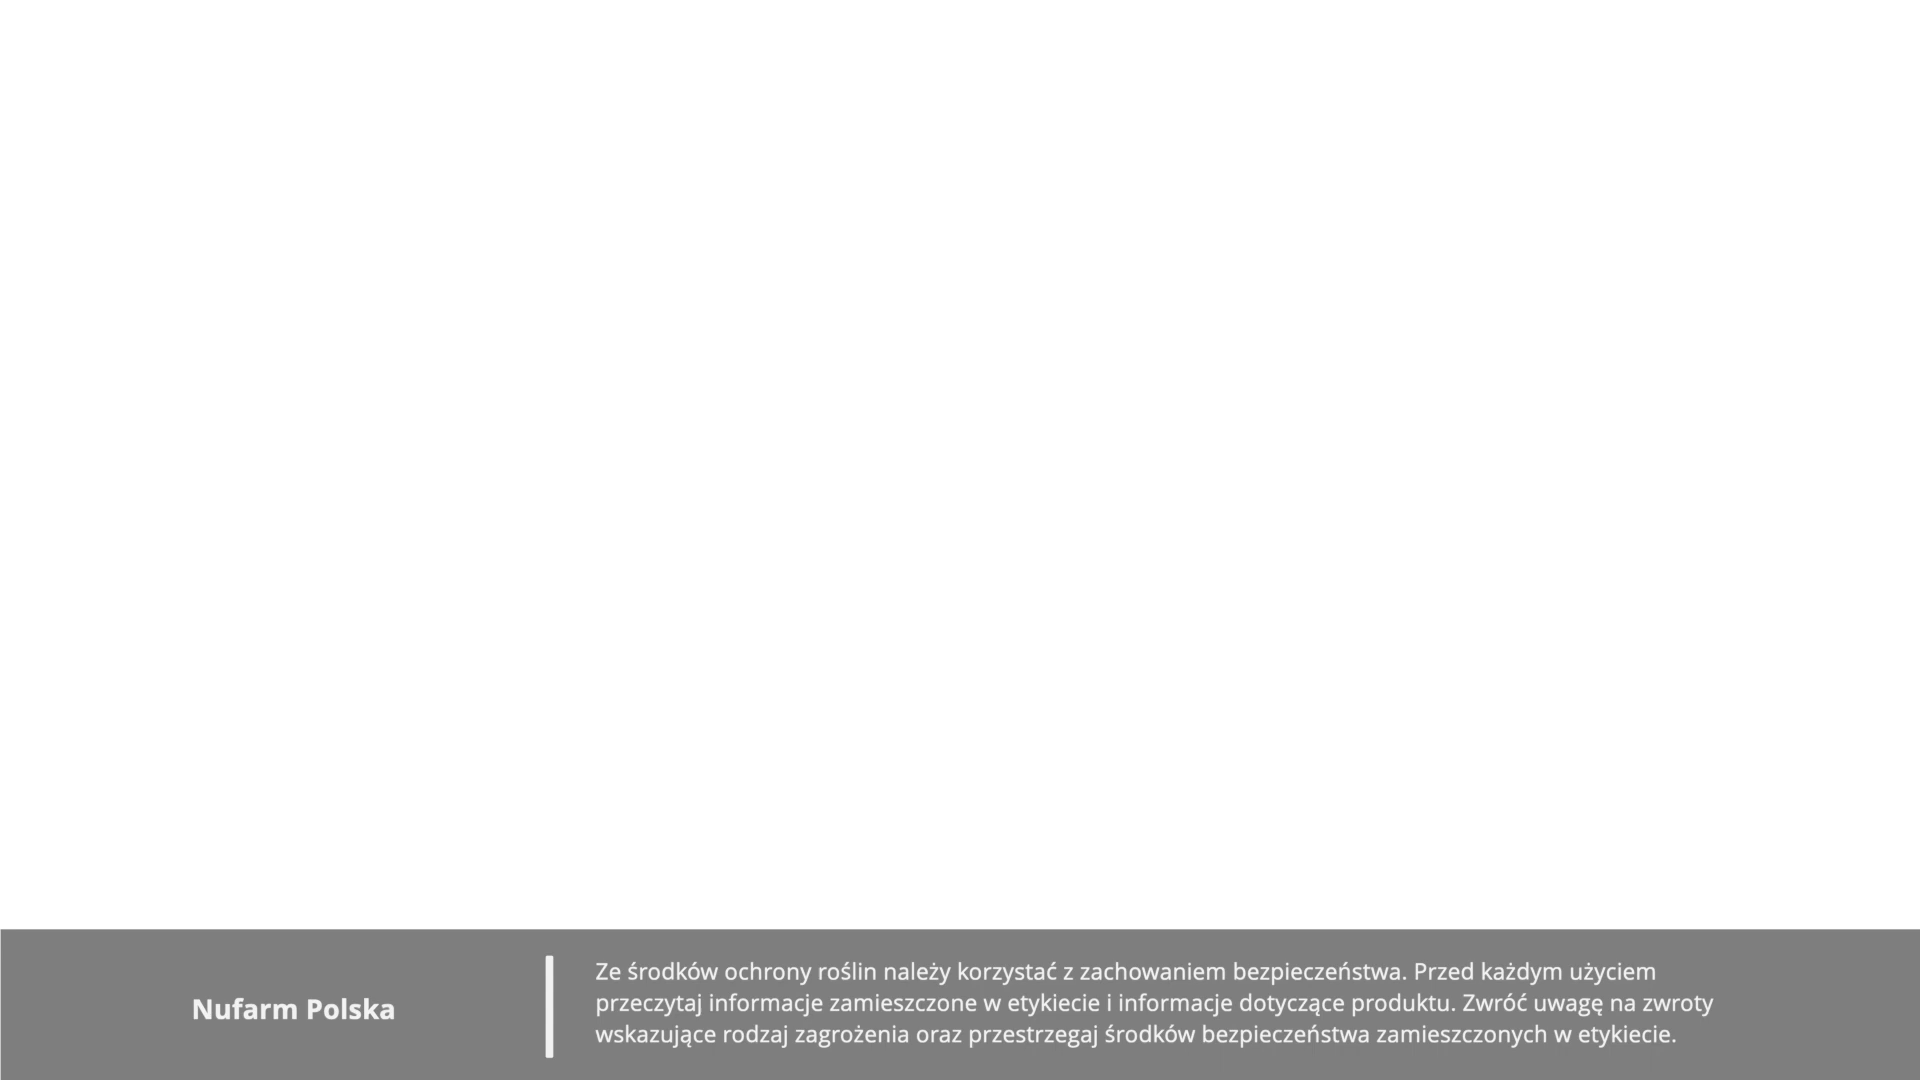 Nufarm Polska
Ze środków ochrony roślin należy korzystać z zachowaniem bezpieczeństwa. Przed każdym użyciem
przeczytaj informacje zamieszczone w etykiecie i informacje dotyczące produktu. Zwróć uwagę na zwroty
wskazujące rodzaj zagrożenia oraz przestrzegaj środków bezpieczeństwa zamieszczonych w etykiecie.